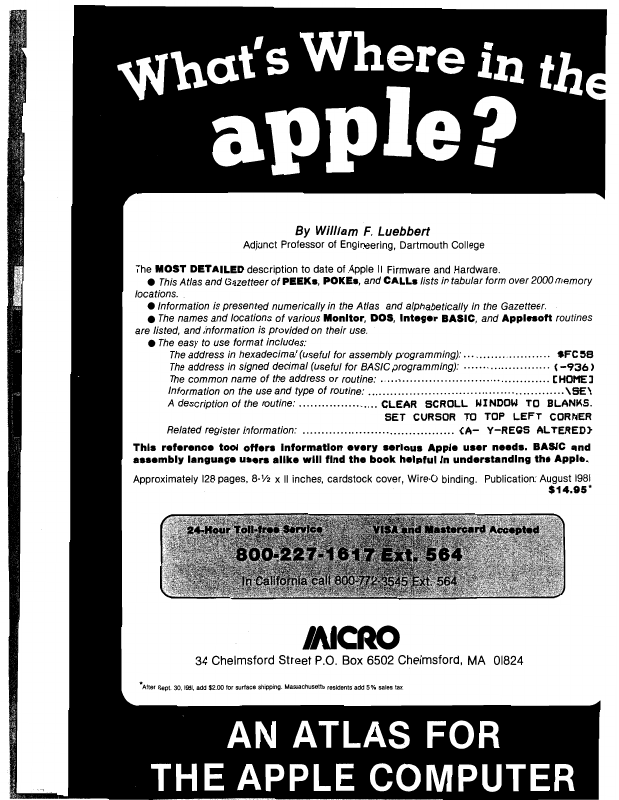 What's Where in the
apple?
By William F. Luebbert
Adjunct Professor of Engineering, Dartmouth College
The MOST DETAILED description to date of Apple II Firmware and Hardware.
● This Atlas and Gazetteer of PEEKs, POKEs, and CALLs lists in tabular form over 2000 memory
locations.
● Information is presented numerically in the Atlas and alphabetically in the Gazetteer.
● The names and locations of various Monitor, DOS, Integer BASIC, and Applesoft routines
are listed, and information is provided on their use.
● The easy to use format includes:
The address in hexadecimal (useful for assembly programming): ..................... $FC58
The address in signed decimal (useful for BASIC programming): ..................... (-936)
The common name of the address or routine: ......................................... [HOME]
Information on the use and type of routine: ............................................. \SE\
A description of the routine: ................... CLEAR SCROLL WINDOW TO BLANKS.
SET CURSOR TO TOP LEFT CORNER
Related register information: ..................................... {A- Y-REGS ALTERED}
This reference tool offers information every serious Apple user needs. BASIC and
assembly language users alike will find the book helpful in understanding the Apple.
Approximately 128 pages, 8-½ x 11 inches, cardstock cover, Wire-O binding. Publication: August 1981
$14.95*
24-Hour Toll-free Service VISA and Mastercard Accepted
800-227-1617 Ext. 564
In California call 800-772-3545 Ext. 564
MICRO
34 Chelmsford Street P.O. Box 6502 Chelmsford, MA 01824
*After Sept. 30, 1981, add $2.00 for surface shipping. Massachusetts residents add 5% sales tax
AN ATLAS FOR
THE APPLE COMPUTER